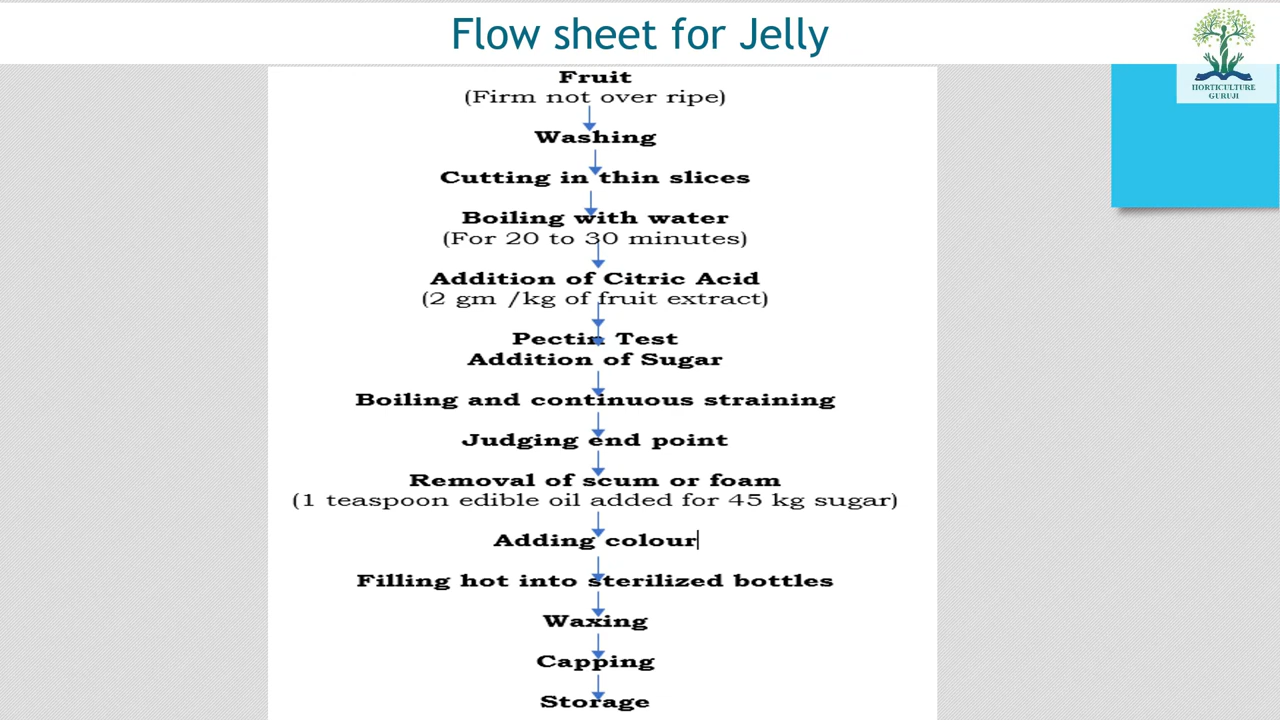 Flow sheet for Jelly
HORTICULTURE
GURUJI
Fruit
(Firm not over ripe)
Washing
Cutting in thin slices
Boiling with water
(For 20 to 30 minutes)
Addition of Citric Acid
(2 gm /kg of fruit extract)
Pectin Test
Addition of Sugar
Boiling and continuous straining
Judging end point
Removal of scum or foam
(1 teaspoon edible oil added for 45 kg sugar)
Adding colour
Filling hot into sterilized bottles
Waxing
Capping
Storage